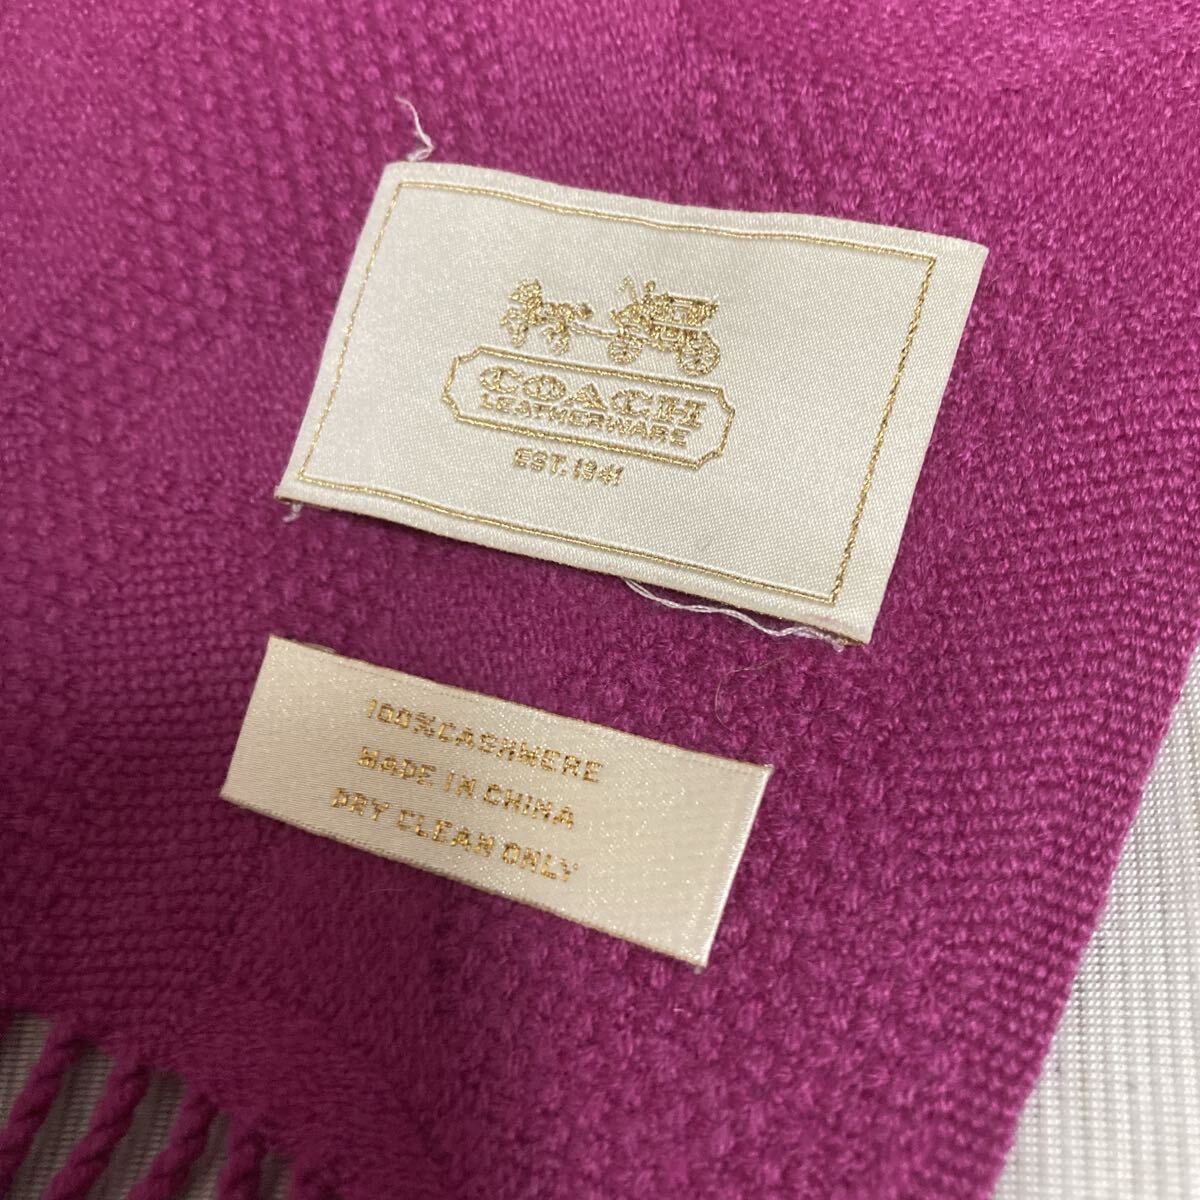 COACH
LEATHERWARE
EST. 1941
100%CASHMERE
MADE IN CHINA
DRY CLEAN ONLY